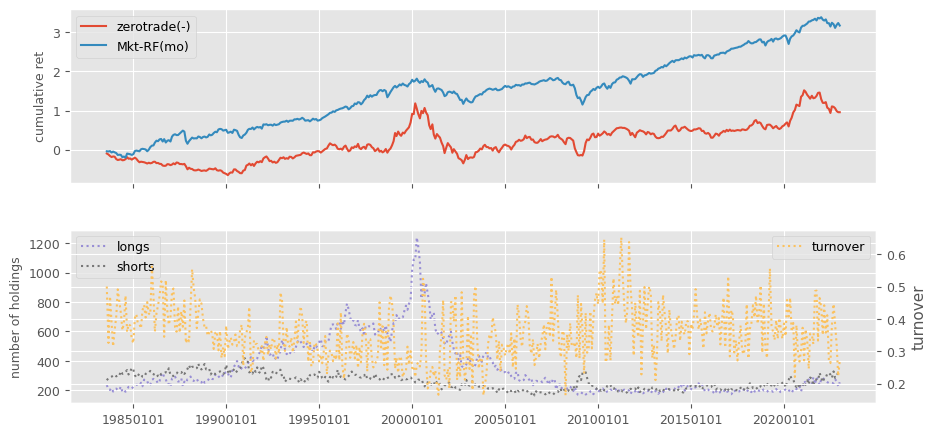 zerotrade(-)
Mkt-RF(mo)
cumulative ret
3
2
1
0
longs
shorts
turnover
number of holdings
1200
1000
800
600
400
200
0.6
0.5
0.4
0.3
0.2
turnover
19850101
19900101
19950101
20000101
20050101
20100101
20150101
20200101